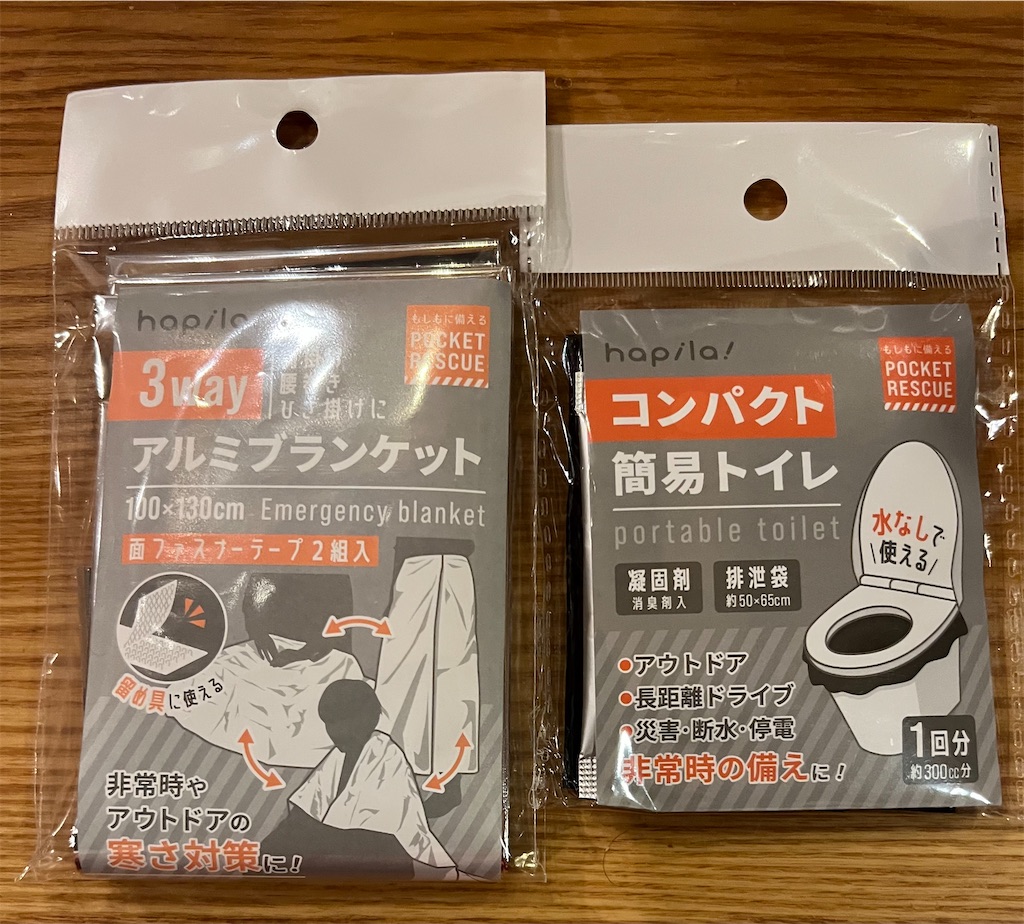 hapila
もしもに備える
POCKET
RESCUE
3way
腰巻き
ひざ掛けに
アルミブランケット
100×130cm Emergency blanket
面ファスナーテープ2組入
留め具に使える
非常時や
アウトドアの
寒さ対策に!
hapila!
もしもに備える
POCKET
RESCUE
コンパクト
簡易トイレ
portable toilet
凝固剤
消臭剤入
排泄袋
約50×65cm
水なしで
使える
●アウトドア
●長距離ドライブ
●災害・断水・停電
非常時の備えに!
1回分
約300cc分